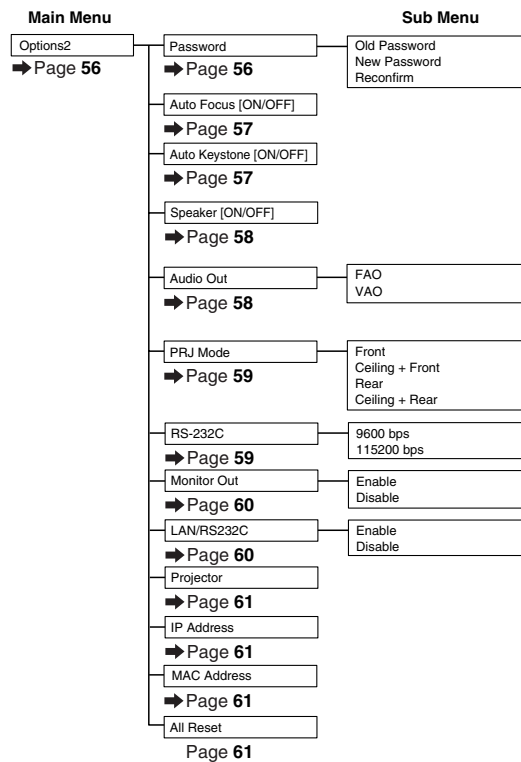 Main Menu
Sub Menu
Options2
➡Page 56
Password
➡Page 56
Old Password
New Password
Reconfirm
Auto Focus [ON/OFF]
➡Page 57
Auto Keystone [ON/OFF]
➡Page 57
Speaker [ON/OFF]
➡Page 58
Audio Out
➡Page 58
FAO
VAO
PRJ Mode
➡Page 59
Front
Ceiling + Front
Rear
Ceiling + Rear
RS-232C
➡Page 59
9600 bps
115200 bps
Monitor Out
➡Page 60
Enable
Disable
LAN/RS232C
➡Page 60
Enable
Disable
Projector
➡Page 61
IP Address
➡Page 61
MAC Address
➡Page 61
All Reset
Page 61